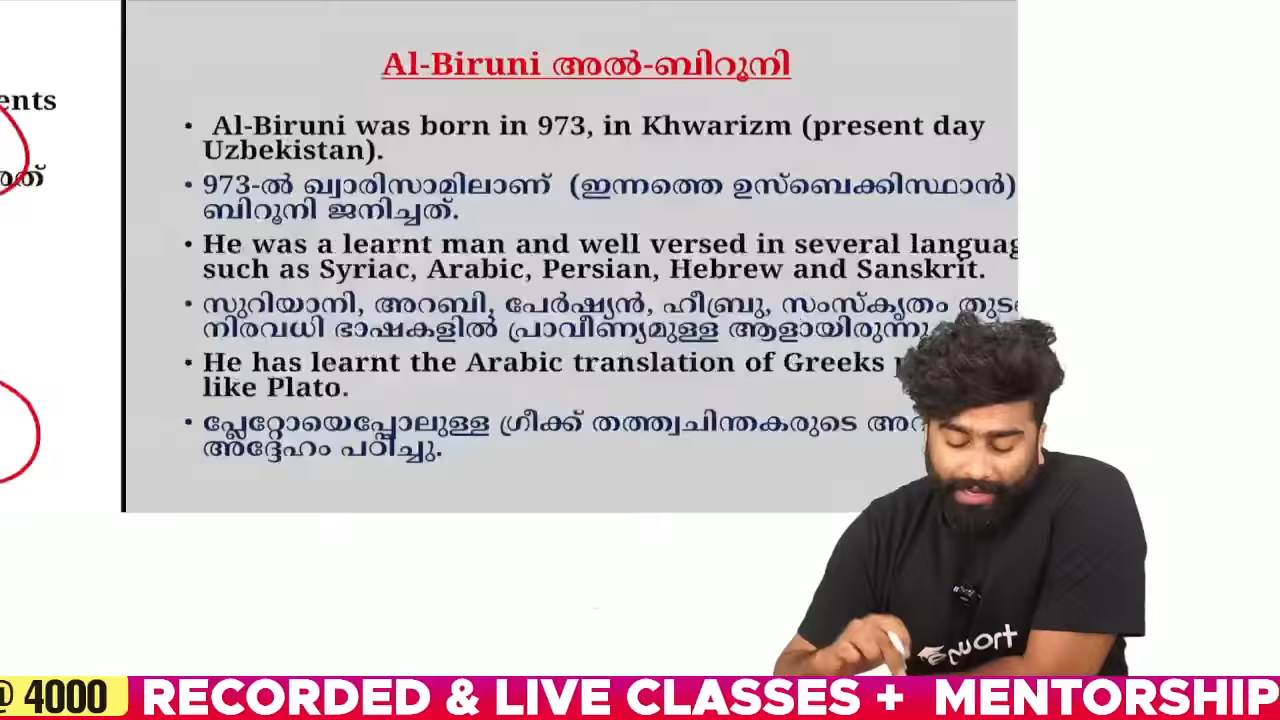 ents
Al-Biruni അൽ-ബിറൂനി
• Al-Biruni was born in 973, in Khwarizm (present day
Uzbekistan).
• 973-ൽ ഖ്വാരിസാമിലാണ് (ഇന്നത്തെ ഉസ്ബെക്കിസ്ഥാൻ)
ബിറൂനി ജനിച്ചത്.
• He was a learnt man and well versed in several languag
such as Syriac, Arabic, Persian, Hebrew and Sanskrit.
• സുറിയാനി, അറബി, പേർഷ്യൻ, ഹീബ്രു, സംസ്കൃതം
നിരവധി ഭാഷകളിൽ പ്രാവീണ്യമുള്ള ആളായിരുന്നു
• He has learnt the Arabic translation of Greeks
like Plato.
• പ്ലേറ്റോയെപ്പോലുള്ള ഗ്രീക്ക് തത്ത്വചിന്തകരുടെ
അദ്ദേഹം പഠിച്ചു.
@ 4000 RECORDED & LIVE CLASSES + MENTORSHIP